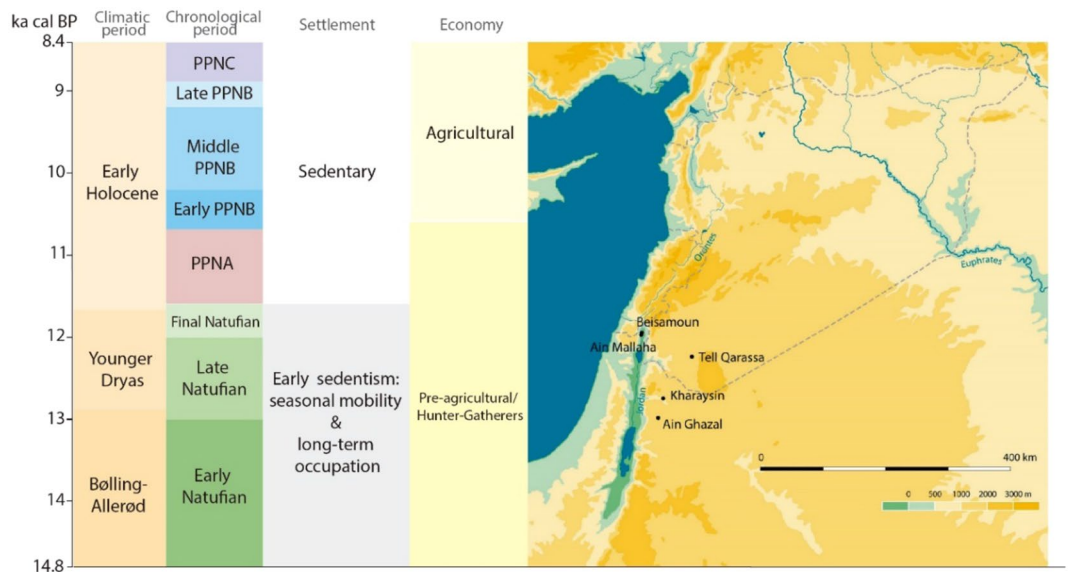 ka cal BP
Climatic
period
Chronological
period
Settlement
Economy
8.4
9
10
11
12
13
14
14.8
Early
Holocene
Younger
Dryas
Bølling-
Allerød
PPNC
Late PPNB
Middle
PPNB
Early PPNB
PPNA
Final Natufian
Late
Natufian
Early
Natufian
Sedentary
Early sedentism:
seasonal mobility
&
long-term
occupation
Agricultural
Pre-agricultural/
Hunter-Gatherers
Orontes
Euphrates
Beisamoun
Ain Mallaha
Tell Qarassa
Jordan
Kharaysin
Ain Ghazal
0 400 km
0 500 1000 2000 3000 m